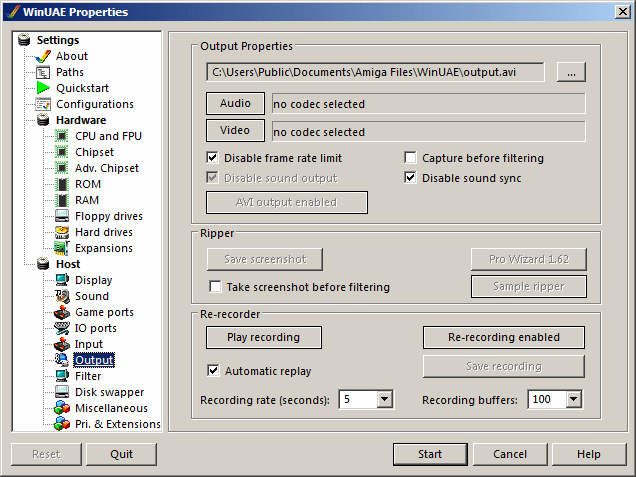 WinUAE Properties
Settings
About
Paths
Quickstart
Configurations
Hardware
CPU and FPU
Chipset
Adv. Chipset
ROM
RAM
Floppy drives
Hard drives
Expansions
Host
Display
Sound
Game ports
IO ports
Input
Output
Filter
Disk swapper
Miscellaneous
Pri. & Extensions
Output Properties
C:\Users\Public\Documents\Amiga Files\WinUAE\output.avi
...
Audio
no codec selected
Video
no codec selected
Disable frame rate limit
Capture before filtering
Disable sound output
Disable sound sync
AVI output enabled
Ripper
Save screenshot
Pro Wizard 1.62
Take screenshot before filtering
Sample ripper
Re-recorder
Play recording
Re-recording enabled
Automatic replay
Save recording
Recording rate (seconds):
5
Recording buffers:
100
Reset
Quit
Start
Cancel
Help